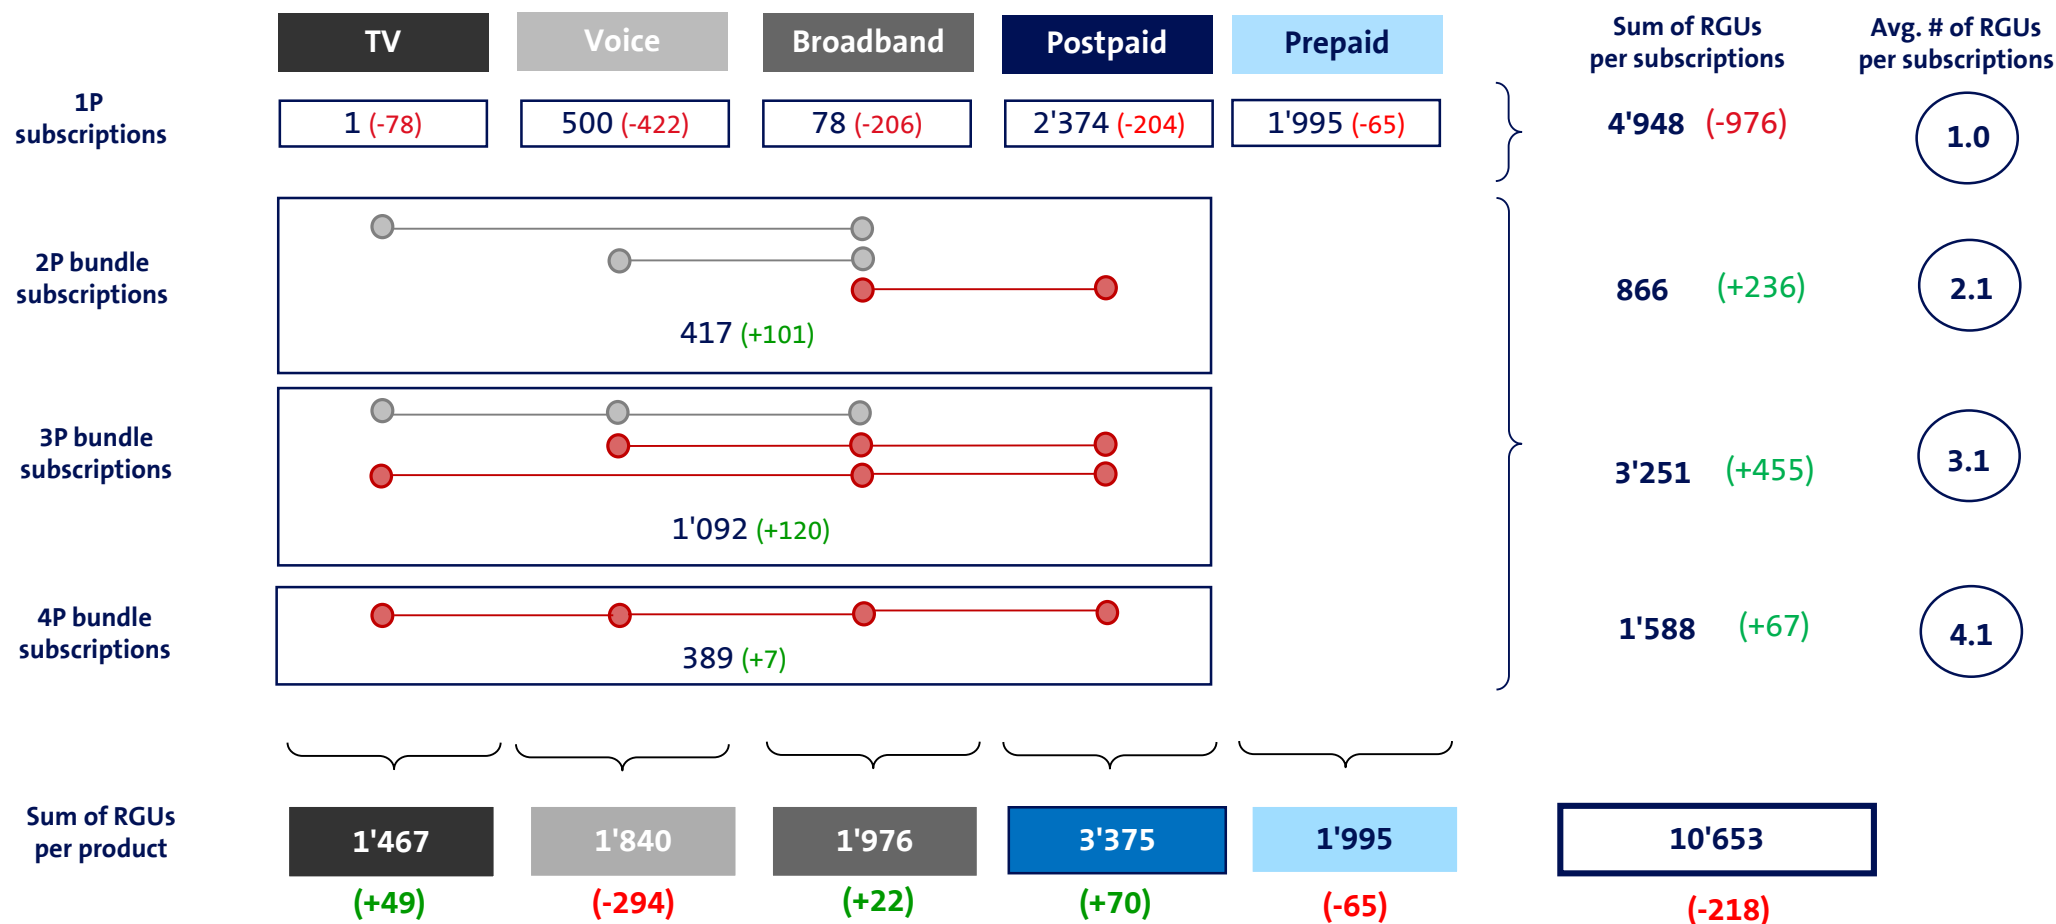 TV Voice Broadband Postpaid Prepaid
Sum of RGUs
per subscriptions
Avg. # of RGUs
per subscriptions
1P
subscriptions
1 (-78) 500 (-422) 78 (-206) 2'374 (-204) 1'995 (-65)
4'948 (-976)
1.0
2P bundle
subscriptions
417 (+101)
866 (+236)
2.1
3P bundle
subscriptions
1'092 (+120)
3'251 (+455)
3.1
4P bundle
subscriptions
389 (+7)
1'588 (+67)
4.1
Sum of RGUs
per product
1'467 1'840 1'976 3'375 1'995 10'653
(+49) (-294) (+22) (+70) (-65) (-218)